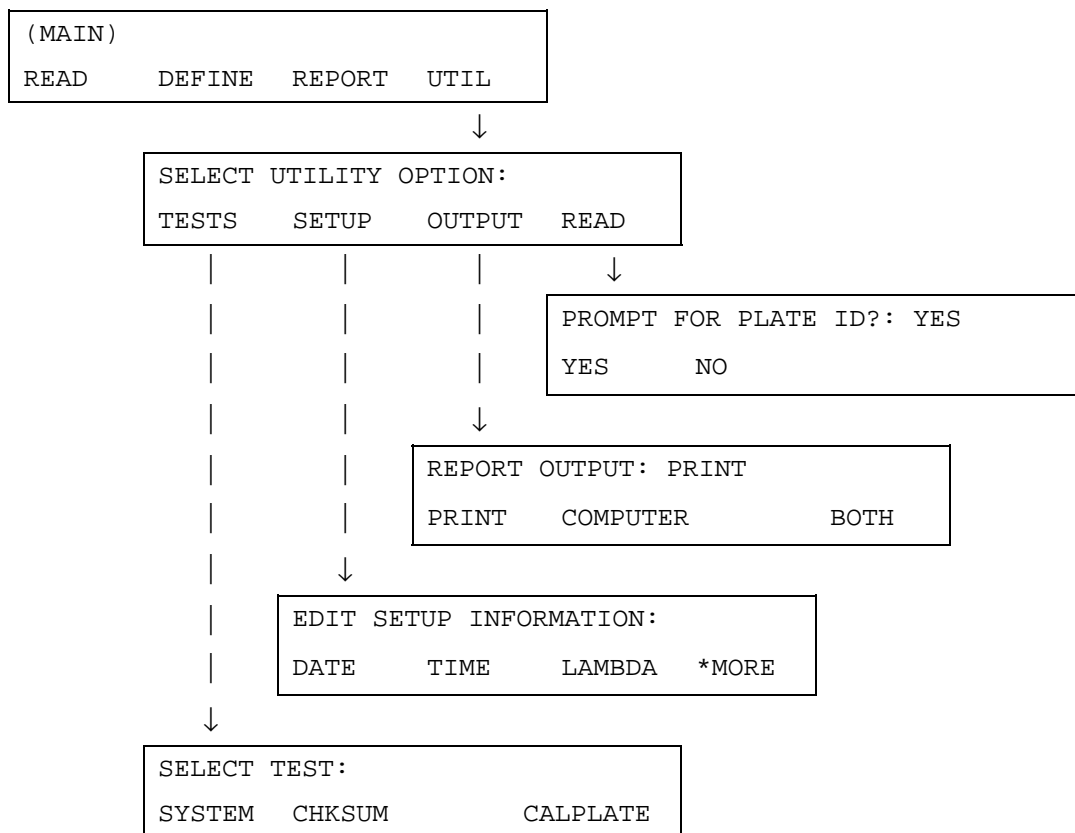 (MAIN)
READ DEFINE REPORT UTIL
SELECT UTILITY OPTION:
TESTS SETUP OUTPUT READ
PROMPT FOR PLATE ID?: YES
YES NO
REPORT OUTPUT: PRINT
PRINT COMPUTER BOTH
EDIT SETUP INFORMATION:
DATE TIME LAMBDA *MORE
SELECT TEST:
SYSTEM CHKSUM CALPLATE